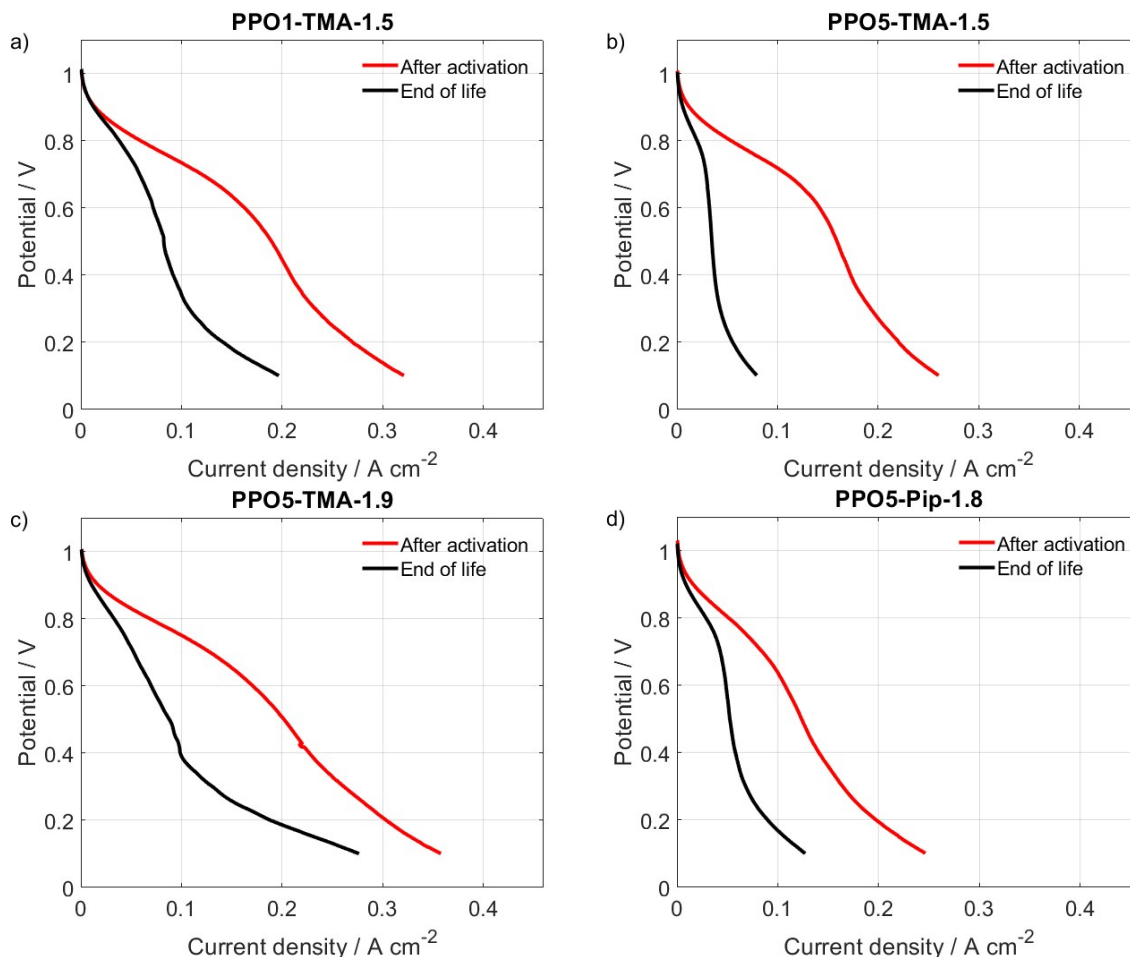 a)
PPO1-TMA-1.5
After activation
End of life
Potential / V
1
0.8
0.6
0.4
0.2
0
0 0.1 0.2 0.3 0.4
Current density / A cm⁻²
b)
PPO5-TMA-1.5
After activation
End of life
Potential / V
1
0.8
0.6
0.4
0.2
0
0 0.1 0.2 0.3 0.4
Current density / A cm⁻²
c)
PPO5-TMA-1.9
After activation
End of life
Potential / V
1
0.8
0.6
0.4
0.2
0
0 0.1 0.2 0.3 0.4
Current density / A cm⁻²
d)
PPO5-Pip-1.8
After activation
End of life
Potential / V
1
0.8
0.6
0.4
0.2
0
0 0.1 0.2 0.3 0.4
Current density / A cm⁻²